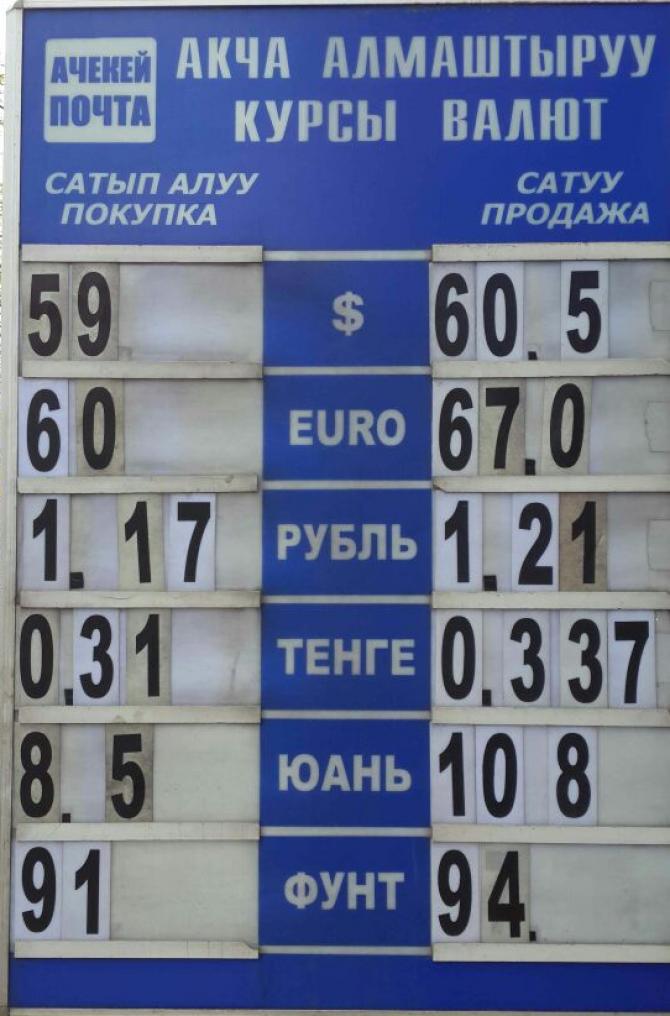 АЧЕКЕЙ
ПОЧТА
АКЧА АЛМАШТЫРУУ
КУРСЫ ВАЛЮТ
САТЫП АЛУУ
ПОКУПКА
САТУУ
ПРОДАЖА
59 $ 60.5
60 EURO 67.0
1.17 РУБЛЬ 1.21
0.31 ТЕНГЕ 0.337
8.5 ЮАНЬ 10 8
91 ФУНТ 94.